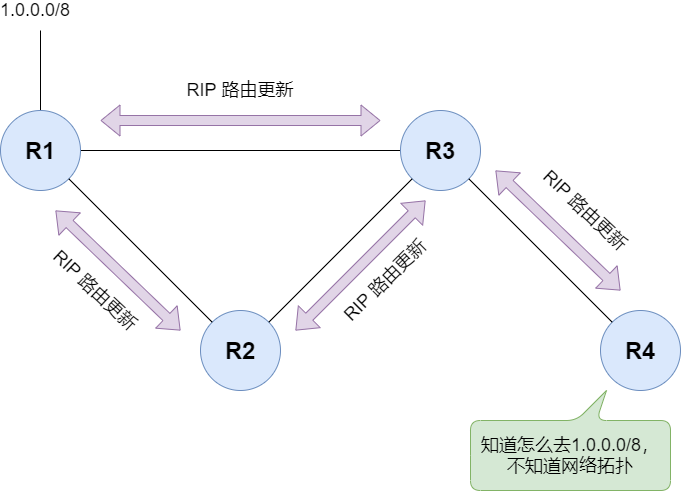 1.0.0.0/8
RIP 路由更新
R1
R3
RIP 路由更新
RIP 路由更新
RIP 路由更新
R2
R4
知道怎么去1.0.0.0/8，
不知道网络拓扑